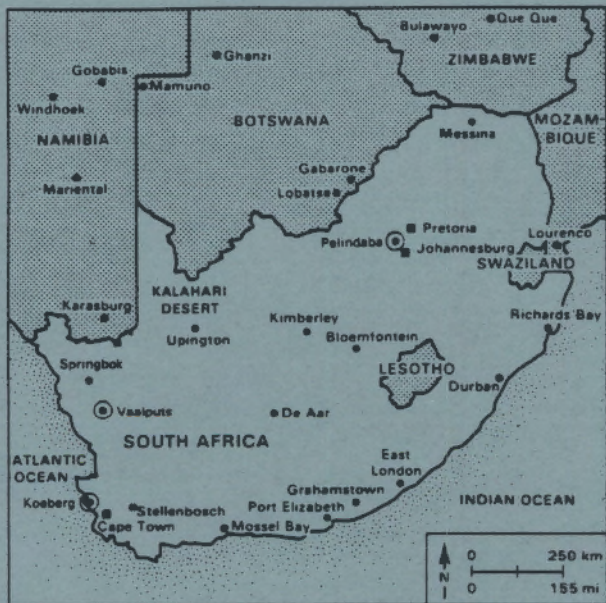 Que Que
Bulawayo
ZIMBABWE
Ghanzi
Gobabis
Mamuno
Windhoek
BOTSWANA
NAMIBIA
MOZAM-
BIQUE
Messina
Mariental
Gabarone
Lobatse
Pretoria
Pelindaba
Johannesburg
Lourenco
SWAZILAND
KALAHARI
DESERT
Karasburg
Upington
Kimberley
Bloemfontein
Richards Bay
Springbok
LESOTHO
Durban
Vaalputs
De Aar
SOUTH AFRICA
ATLANTIC
OCEAN
East
London
Koeberg
Stellenbosch
Cape Town
Grahamstown
Port Elizabeth
Mossel Bay
INDIAN OCEAN
N
0 250 km
0 155 mi